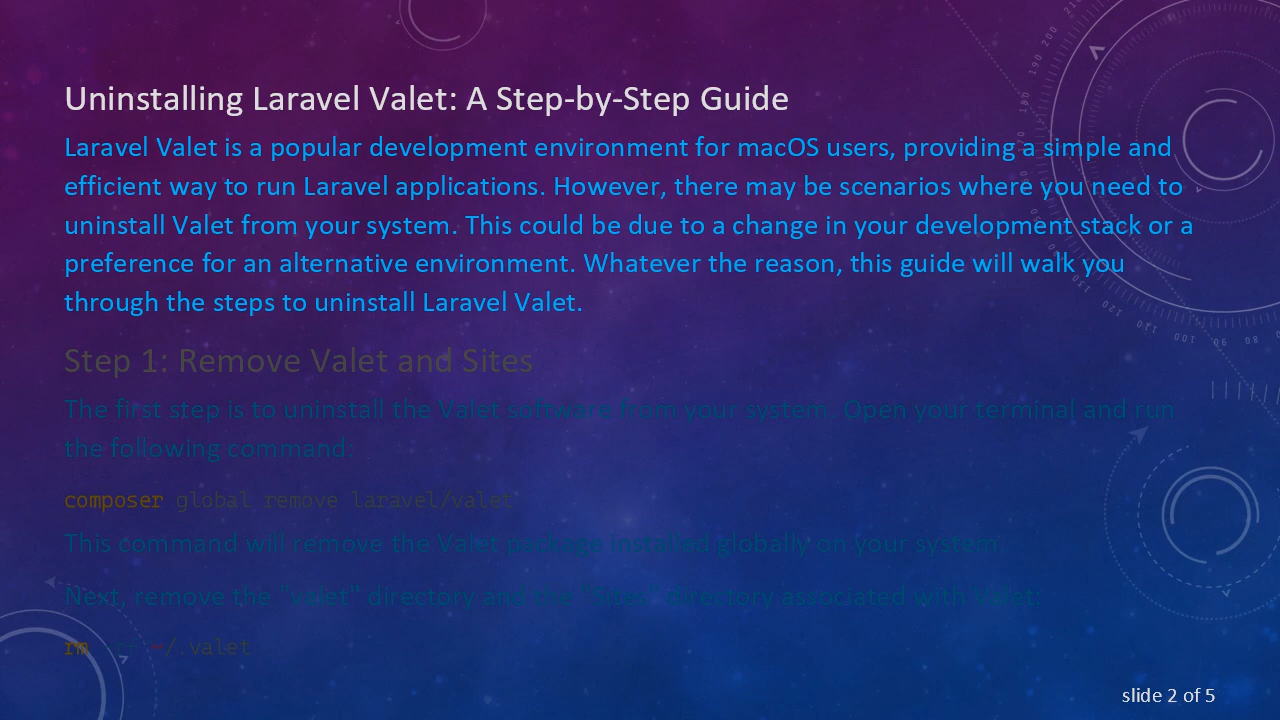 Uninstalling Laravel Valet: A Step-by-Step Guide
Laravel Valet is a popular development environment for macOS users, providing a simple and
efficient way to run Laravel applications. However, there may be scenarios where you need to
uninstall Valet from your system. This could be due to a change in your development stack or a
preference for an alternative environment. Whatever the reason, this guide will walk you
through the steps to uninstall Laravel Valet.
Step 1: Remove Valet and Sites
The first step is to uninstall the Valet software from your system. Open your terminal and run
the following command:
composer global remove laravel/valet
This command will remove the Valet package installed globally on your system.
Next, remove the "valet" directory and the "Sites" directory associated with Valet:
rm -rf ~/.valet
slide 2 of 5